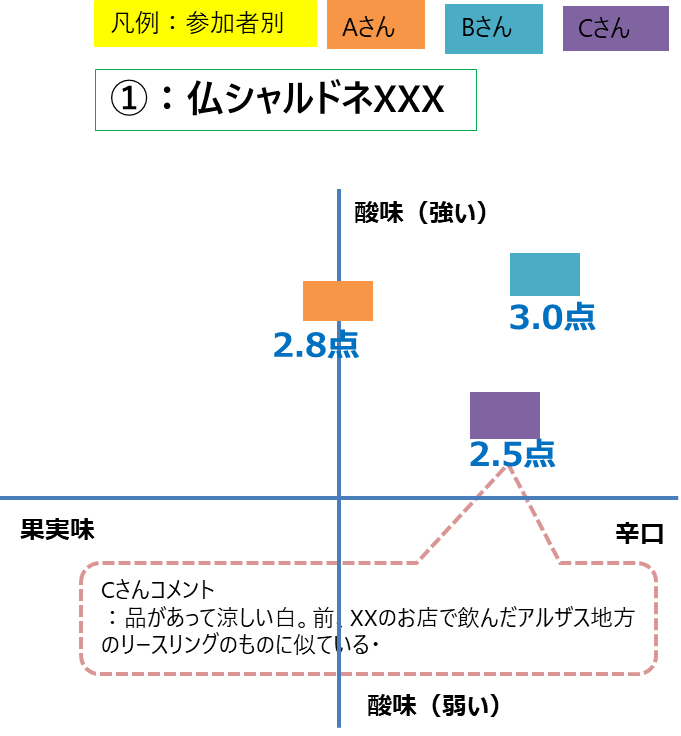 凡例：参加者別
Aさん
Bさん
Cさん
①：仏シャルドネXXX
酸味（強い）
3.0点
2.8点
2.5点
果実味
辛口
Cさんコメント
：品があって涼しい白。前、XXのお店で飲んだアルザス地方
のリースリングのものに似ている・
酸味（弱い）